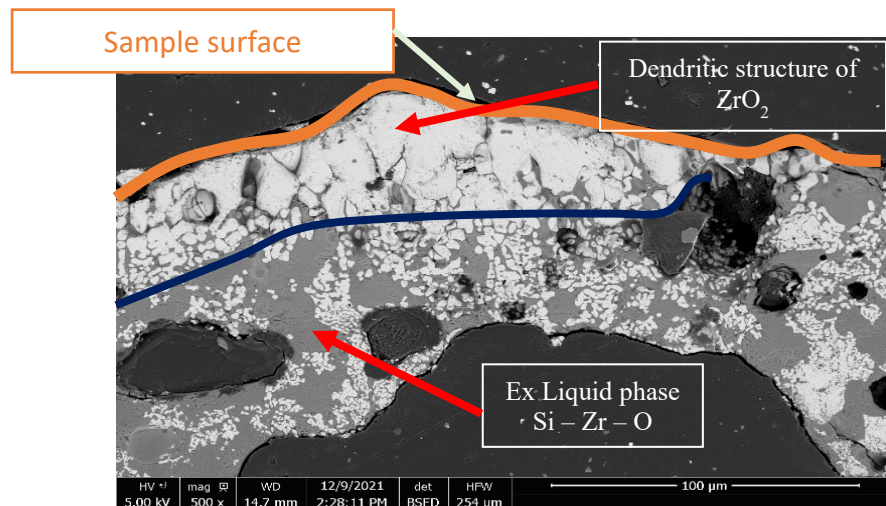 Sample surface
Dendritic structure of
ZrO₂
Ex Liquid phase
Si – Zr – O
HV mag WD 12/9/2021 det HFW
5.00 kV 500 x 14.7 mm 2:28:11 PM BSED 254 µm
100 µm